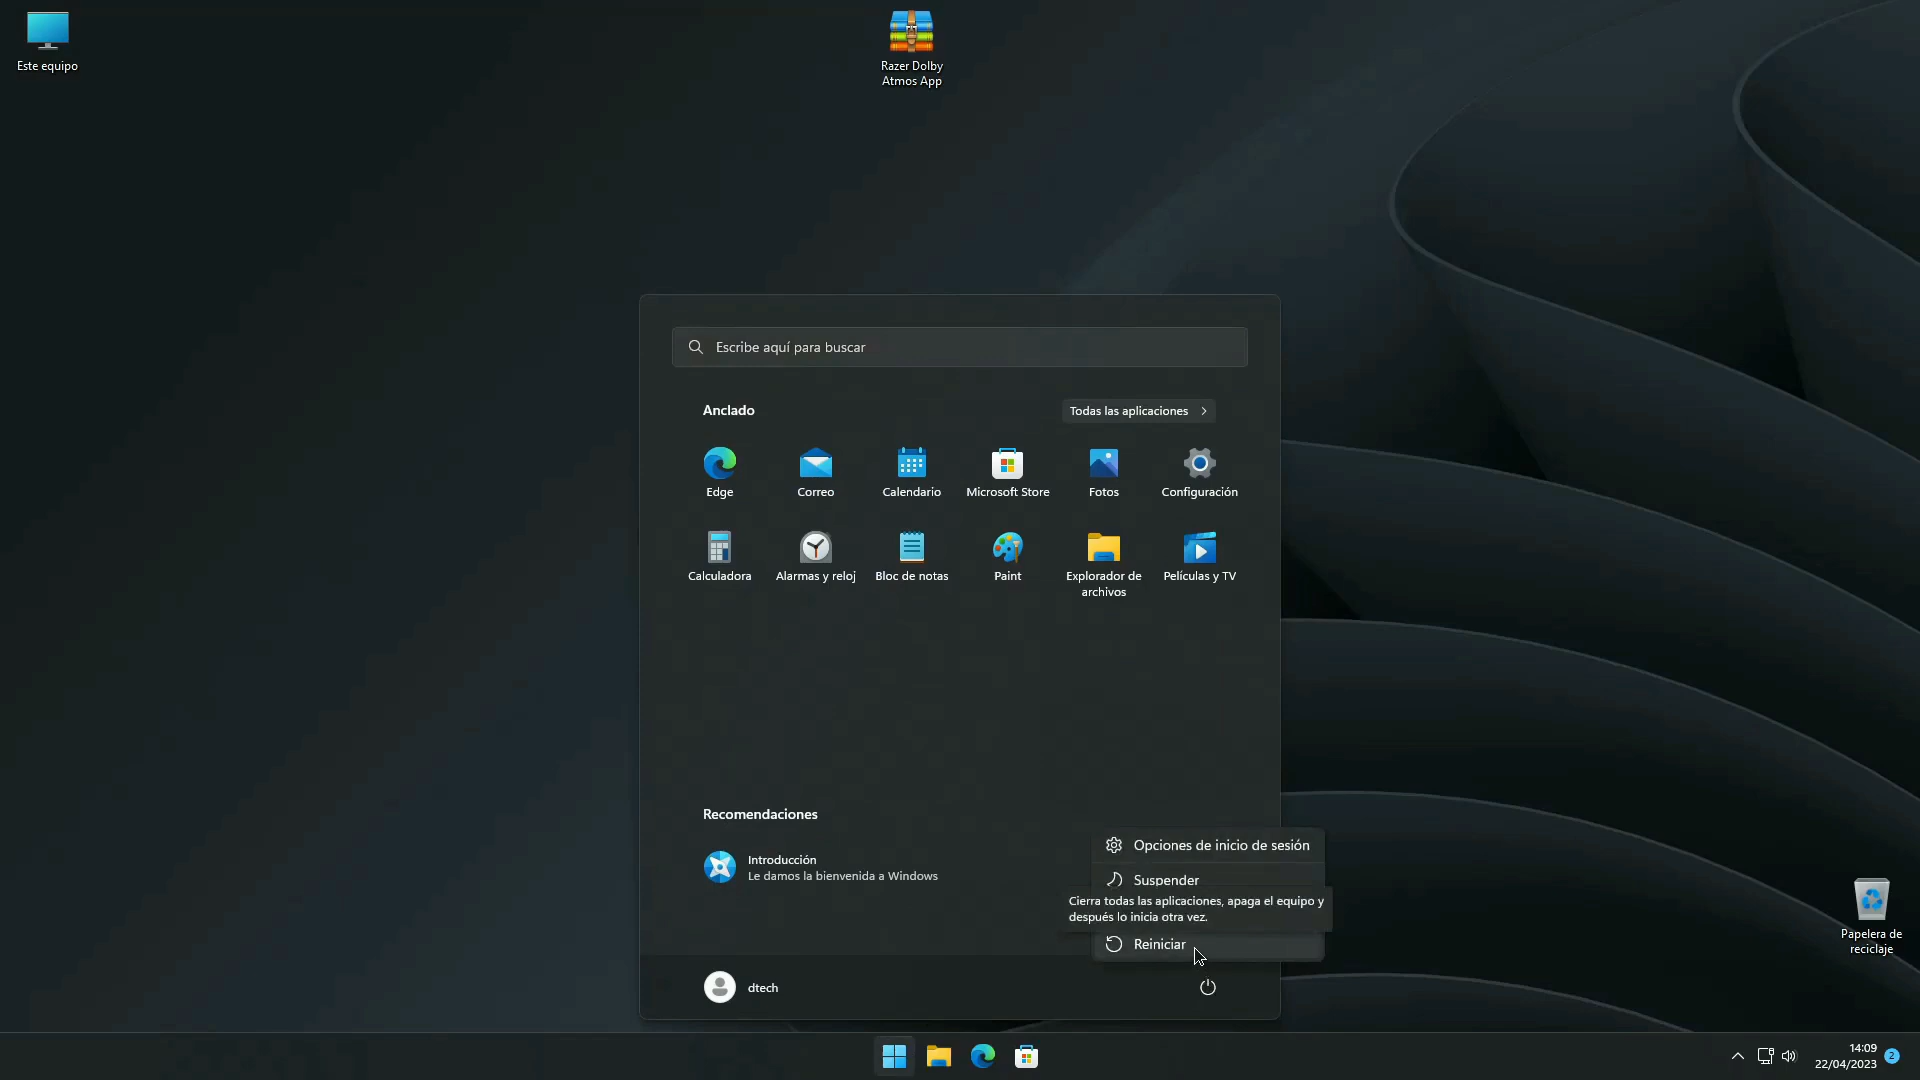 Este equipo
Razer Dolby
Atmos App
Escribe aquí para buscar
Anclado
Todas las aplicaciones
Edge
Correo
Calendario
Microsoft Store
Fotos
Configuración
Calculadora
Alarmas y reloj
Bloc de notas
Paint
Explorador de
archivos
Películas y TV
Recomendaciones
Introducción
Le damos la bienvenida a Windows
Opciones de inicio de sesión
Suspender
Cierra todas las aplicaciones, apaga el equipo y
después lo inicia otra vez.
Reiniciar
dtech
Papelera de
reciclaje
14:09
22/04/2023
2